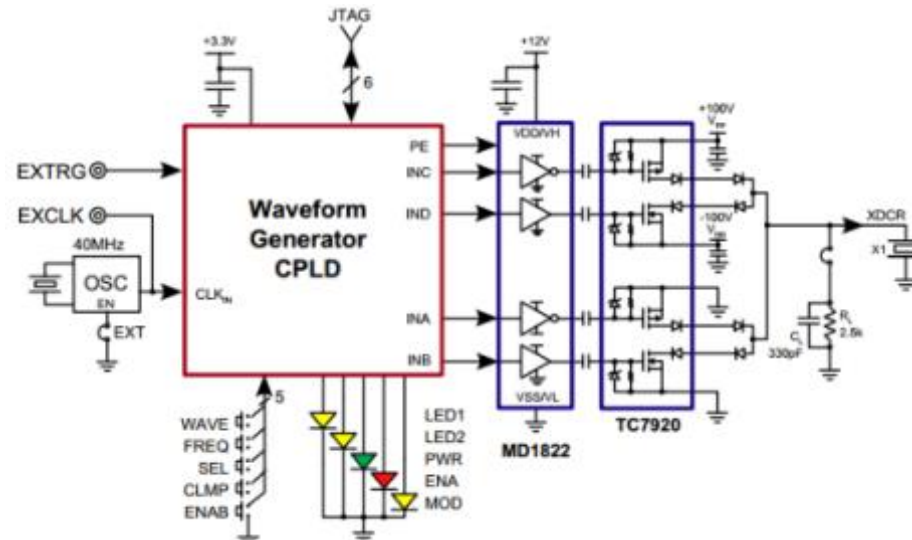 JTAG
+3.3V
6
+12V
EXTRG
EXCLK
40MHz
OSC
EN
EXT
CLKIN
Waveform
Generator
CPLD
PE
INC
IND
INA
INB
VDD/VH
VSS/VL
MD1822
+100V
VPP
-100V
TC7920
XDCR
X1
RL
2.5k
CL
330pF
5
WAVE
FREQ
SEL
CLMP
ENAB
LED1
LED2
PWR
ENA
MOD